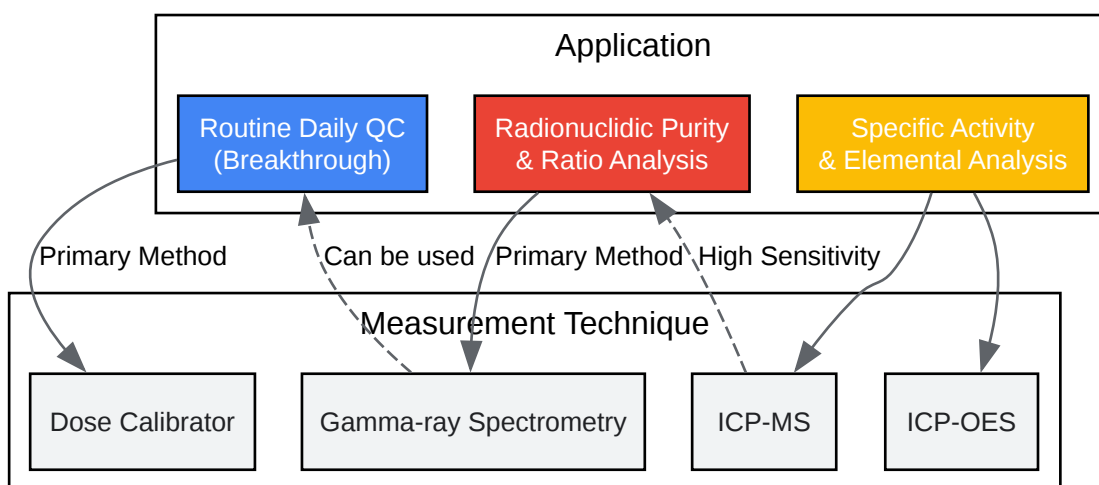 Application
Routine Daily QC
(Breakthrough)
Radionuclidic Purity
& Ratio Analysis
Specific Activity
& Elemental Analysis
Primary Method
Can be used
Primary Method
High Sensitivity
Measurement Technique
Dose Calibrator
Gamma-ray Spectrometry
ICP-MS
ICP-OES